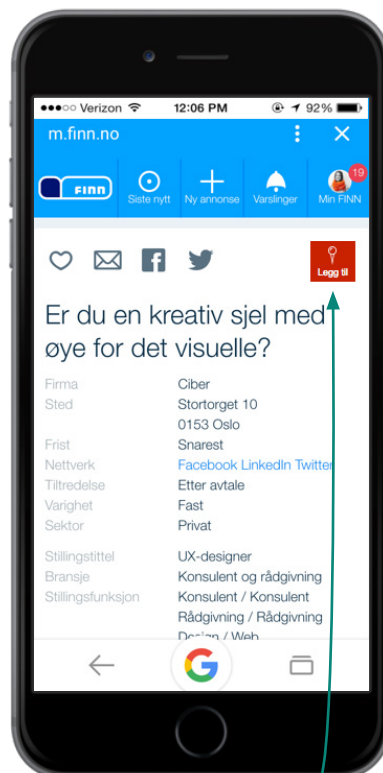 Verizon 12:06 PM 92%
m.finn.no
FINN Siste nytt Ny annonse Varslinger Min FINN 19
Legg til
Er du en kreativ sjel med
øye for det visuelle?
Firma Ciber
Sted Stortorget 10
0153 Oslo
Frist Snarest
Nettverk Facebook LinkedIn Twitter
Tiltredelse Etter avtale
Varighet Fast
Sektor Privat
Stillingstittel UX-designer
Bransje Konsulent og rådgivning
Stillingsfunksjon Konsulent / Konsulent
Rådgivning / Rådgivning
Design / Web